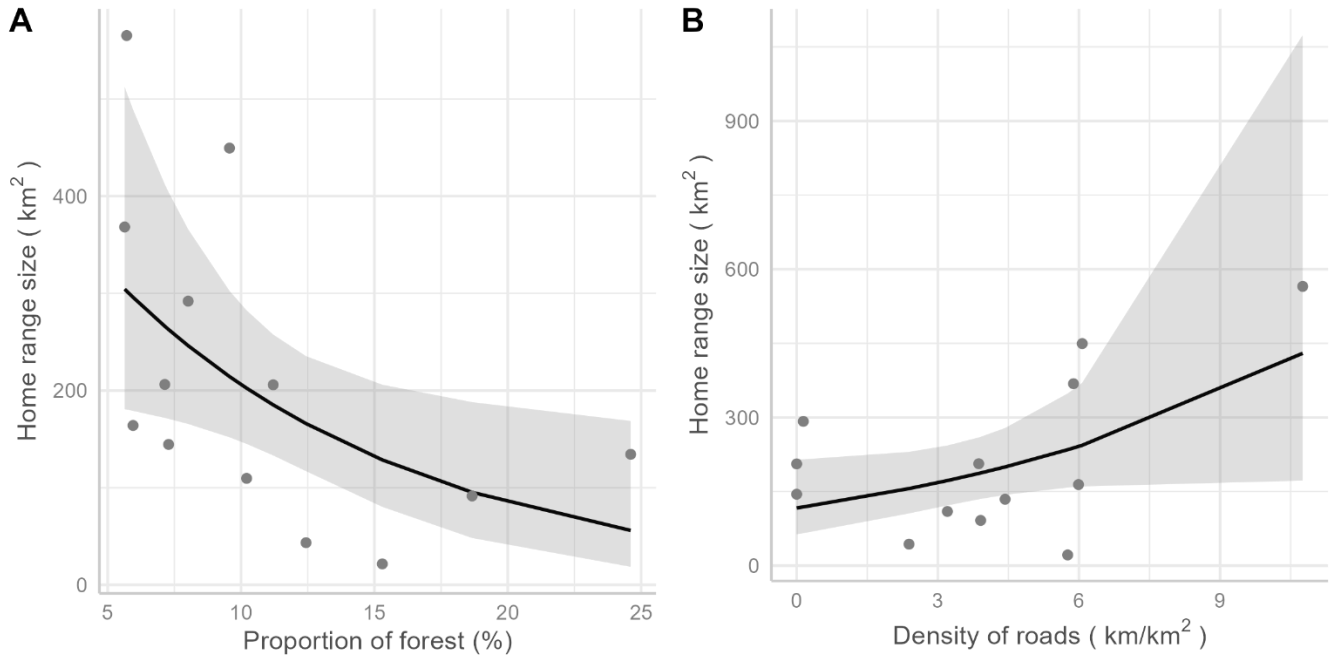 A
Home range size ( km² )
400
200
0
5
10
15
20
25
Proportion of forest (%)
B
Home range size ( km² )
900
600
300
0
0
3
6
9
Density of roads ( km/km² )